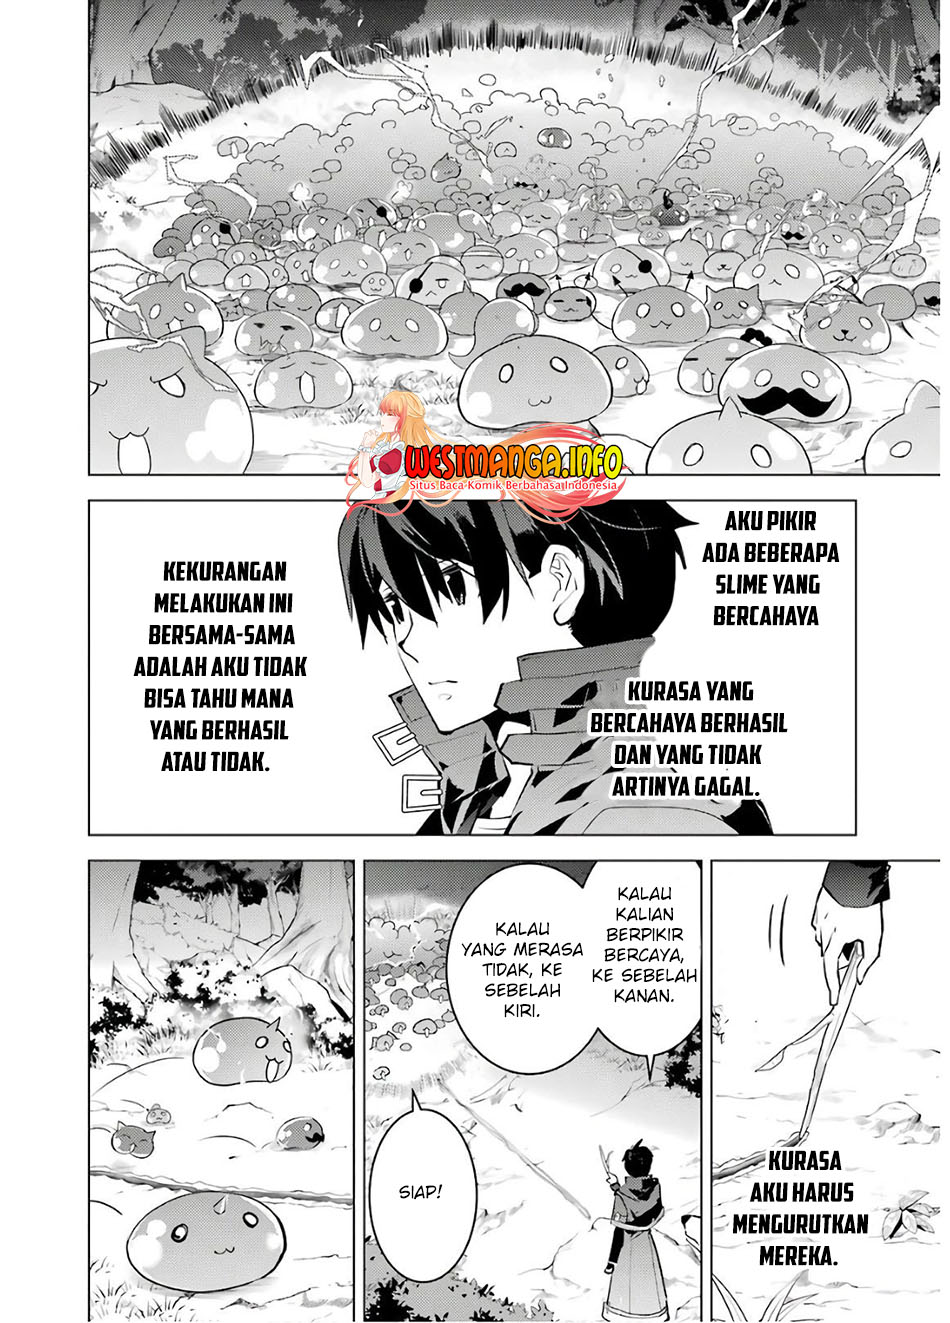 WESTMANGA.INFO
Situs Baca Komik Berbahasa Indonesia
AKU PIKIR
ADA BEBERAPA
SLIME YANG
BERCAHAYA
KURASA YANG
BERCAHAYA BERHASIL
DAN YANG TIDAK
ARTINYA GAGAL.
KEKURANGAN
MELAKUKAN INI
BERSAMA-SAMA
ADALAH AKU TIDAK
BISA TAHU MANA
YANG BERHASIL
ATAU TIDAK.
KURASA
AKU HARUS
MENGURUTKAN
MEREKA.
KALAU
KALIAN
BERPIKIR
BERCAYA,
KE SEBELAH
KANAN.
KALAU
YANG MERASA
TIDAK, KE
SEBELAH
KIRI.
SIAP!